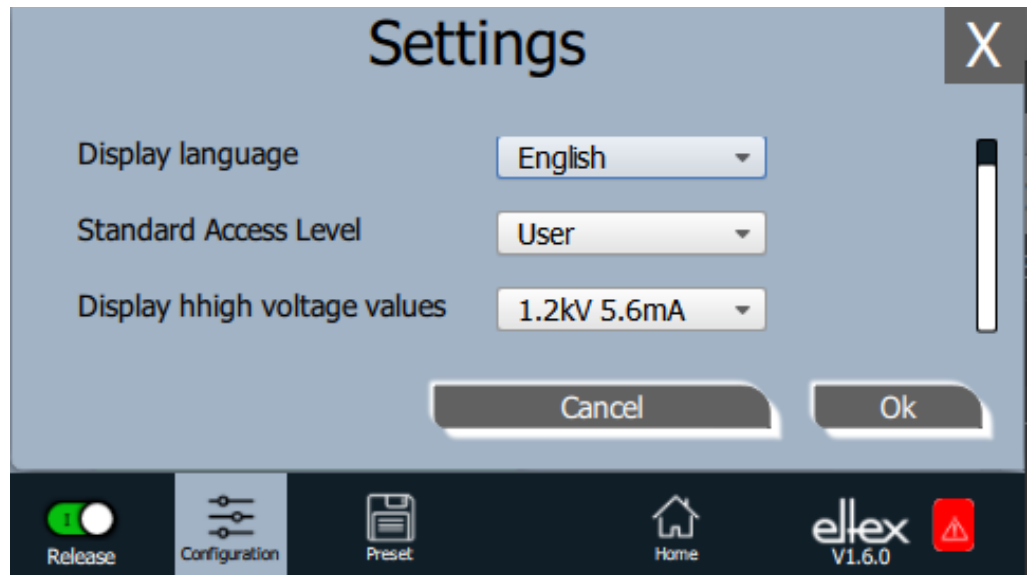 Settings
X
Display language
English
Standard Access Level
User
Display hhigh voltage values
1.2kV 5.6mA
Cancel
Ok
I
Release
Configuration
Preset
Home
eltex
V1.6.0